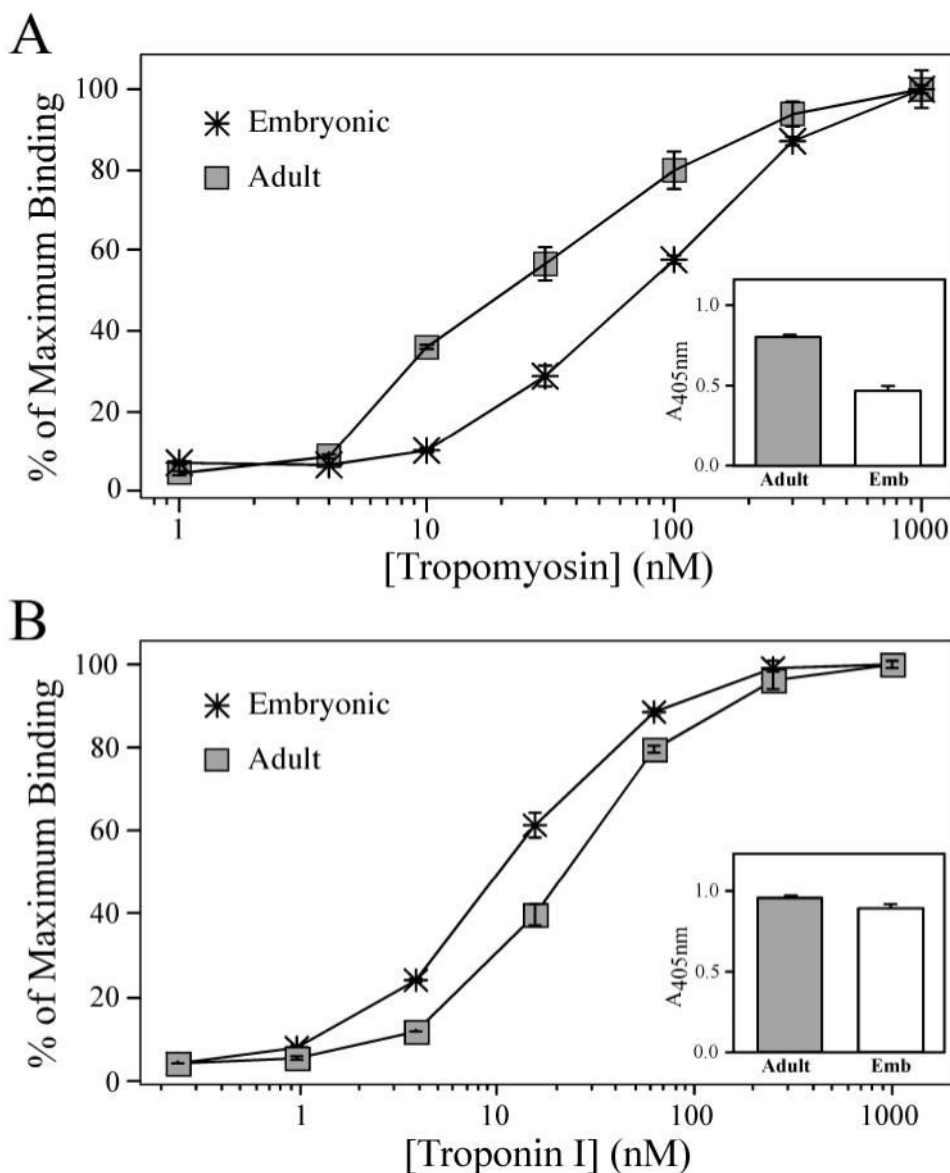 A
% of Maximum Binding
100
80
60
40
20
0
Embryonic
Adult
A405nm
1.0
0.5
0.0
Adult Emb
1 10 100 1000
[Tropomyosin] (nM)
B
% of Maximum Binding
100
80
60
40
20
0
Embryonic
Adult
A405nm
1.0
0.5
0.0
Adult Emb
1 10 100 1000
[Troponin I] (nM)